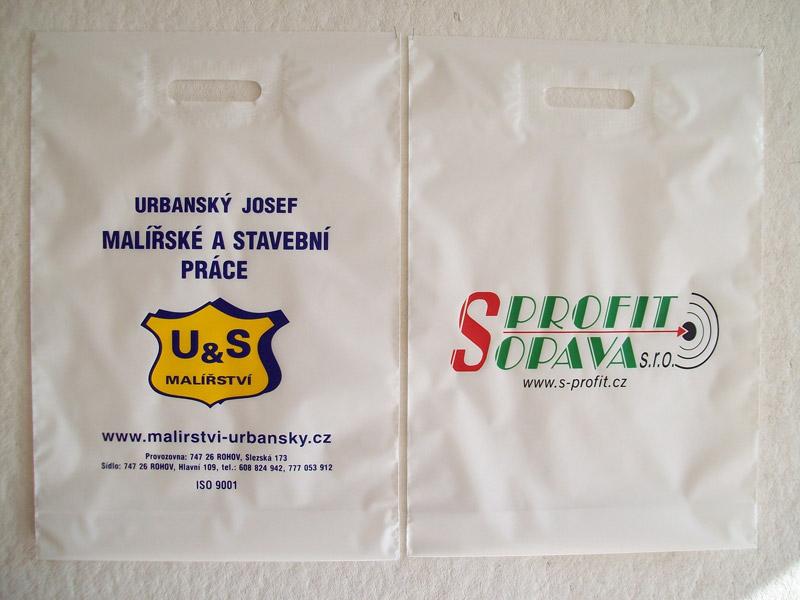 URBANSKÝ JOSEF
MALÍŘSKÉ A STAVEBNÍ
PRÁCE
U&S
MALÍŘSTVÍ
www.malirstvi-urbansky.cz
Provozovna: 747 26 ROHOV, Slezská 173
Sídlo: 747 26 ROHOV, Hlavní 109, tel.: 608 824 942, 777 053 912
ISO 9001
S PROFIT
OPAVA s.r.o.
www.s-profit.cz